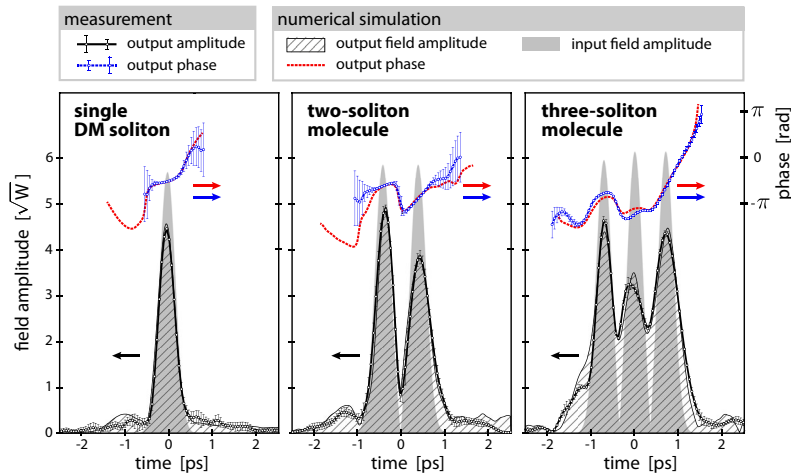 measurement
output amplitude
output phase
numerical simulation
output field amplitude
input field amplitude
output phase
single
DM soliton
two-soliton
molecule
three-soliton
molecule
field amplitude [√W]
6
5
4
3
2
1
0
π
0
-π
phase [rad]
-2 -1 0 1 2
-2 -1 0 1 2
-2 -1 0 1 2
time [ps]
time [ps]
time [ps]